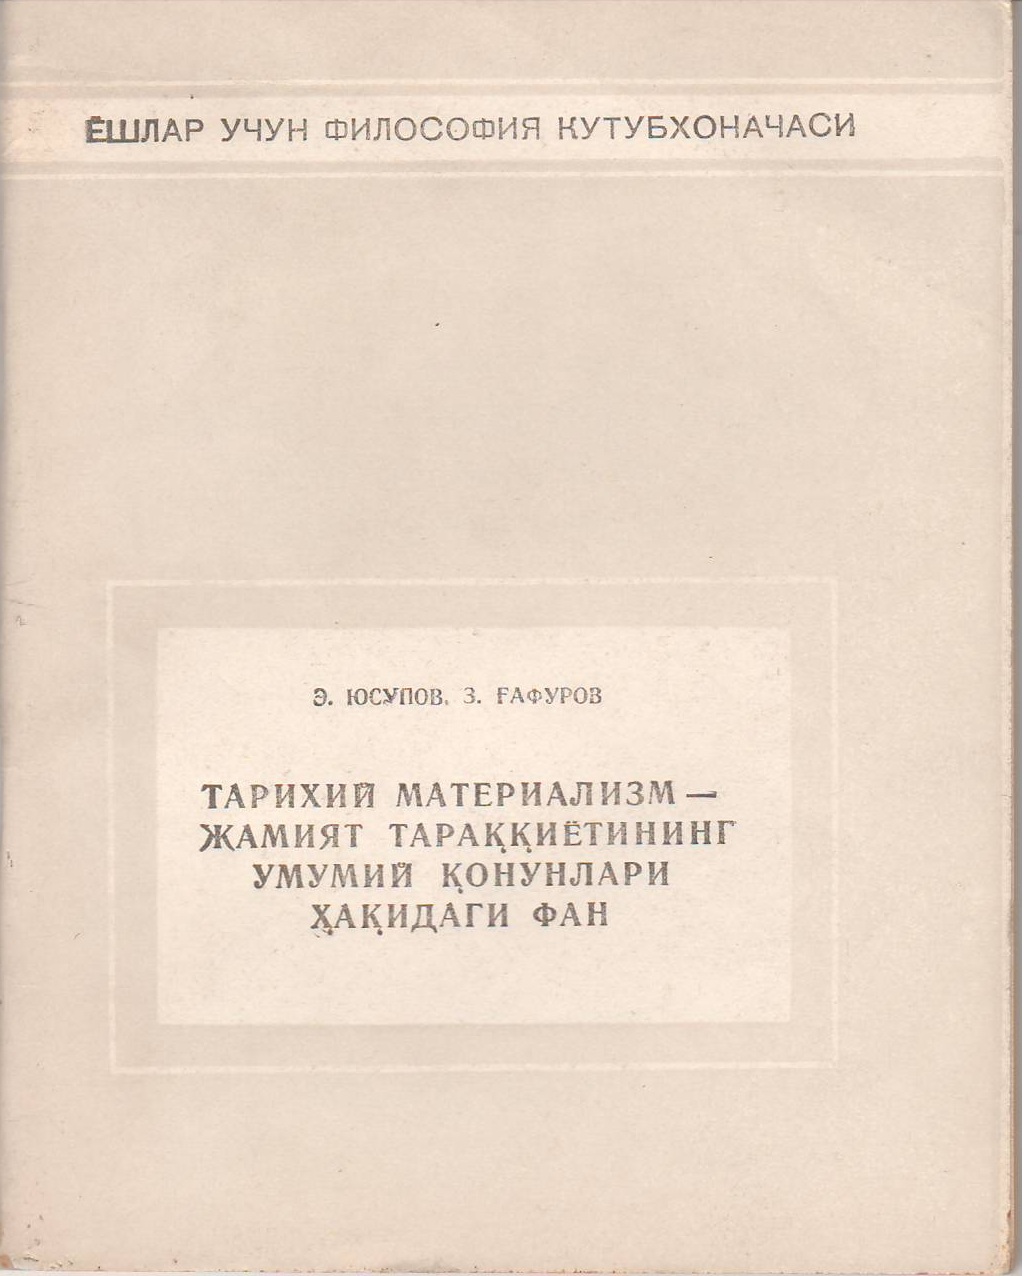 ЁШЛАР УЧУН ФИЛОСОФИЯ КУТУБХОНАЧАСИ
Э. ЮСУПОВ, З. ҒАФУРОВ
ТАРИХИЙ МАТЕРИАЛИЗМ —
ЖАМИЯТ ТАРАҚҚИЁТИНИНГ
УМУМИЙ ҚОНУНЛАРИ
ҲАҚИДАГИ ФАН